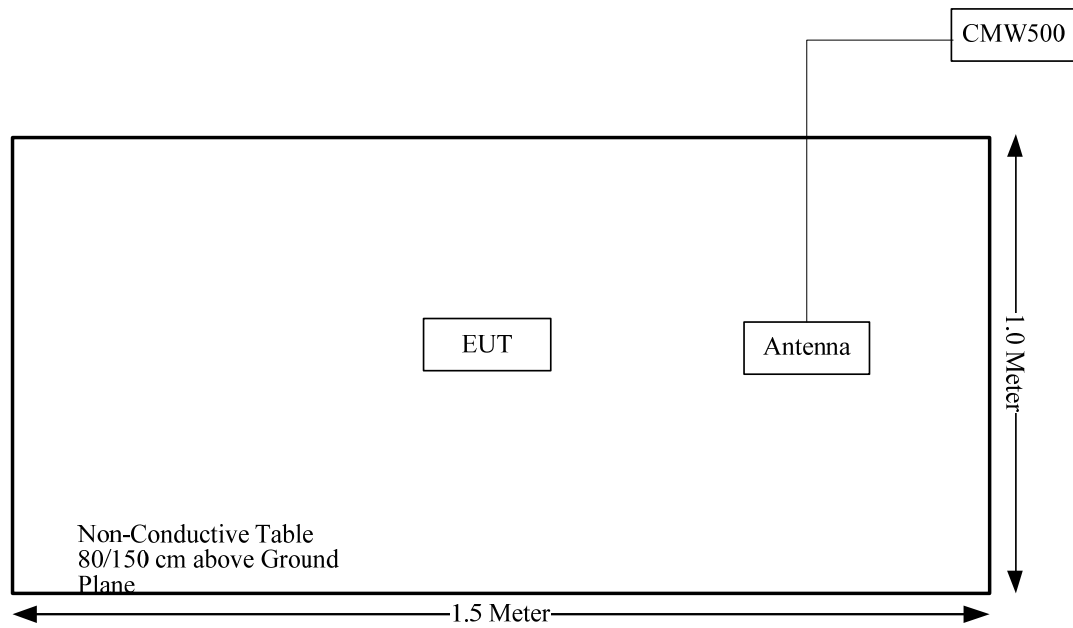 CMW500
EUT
Antenna
1.0 Meter
Non-Conductive Table
80/150 cm above Ground
Plane
1.5 Meter